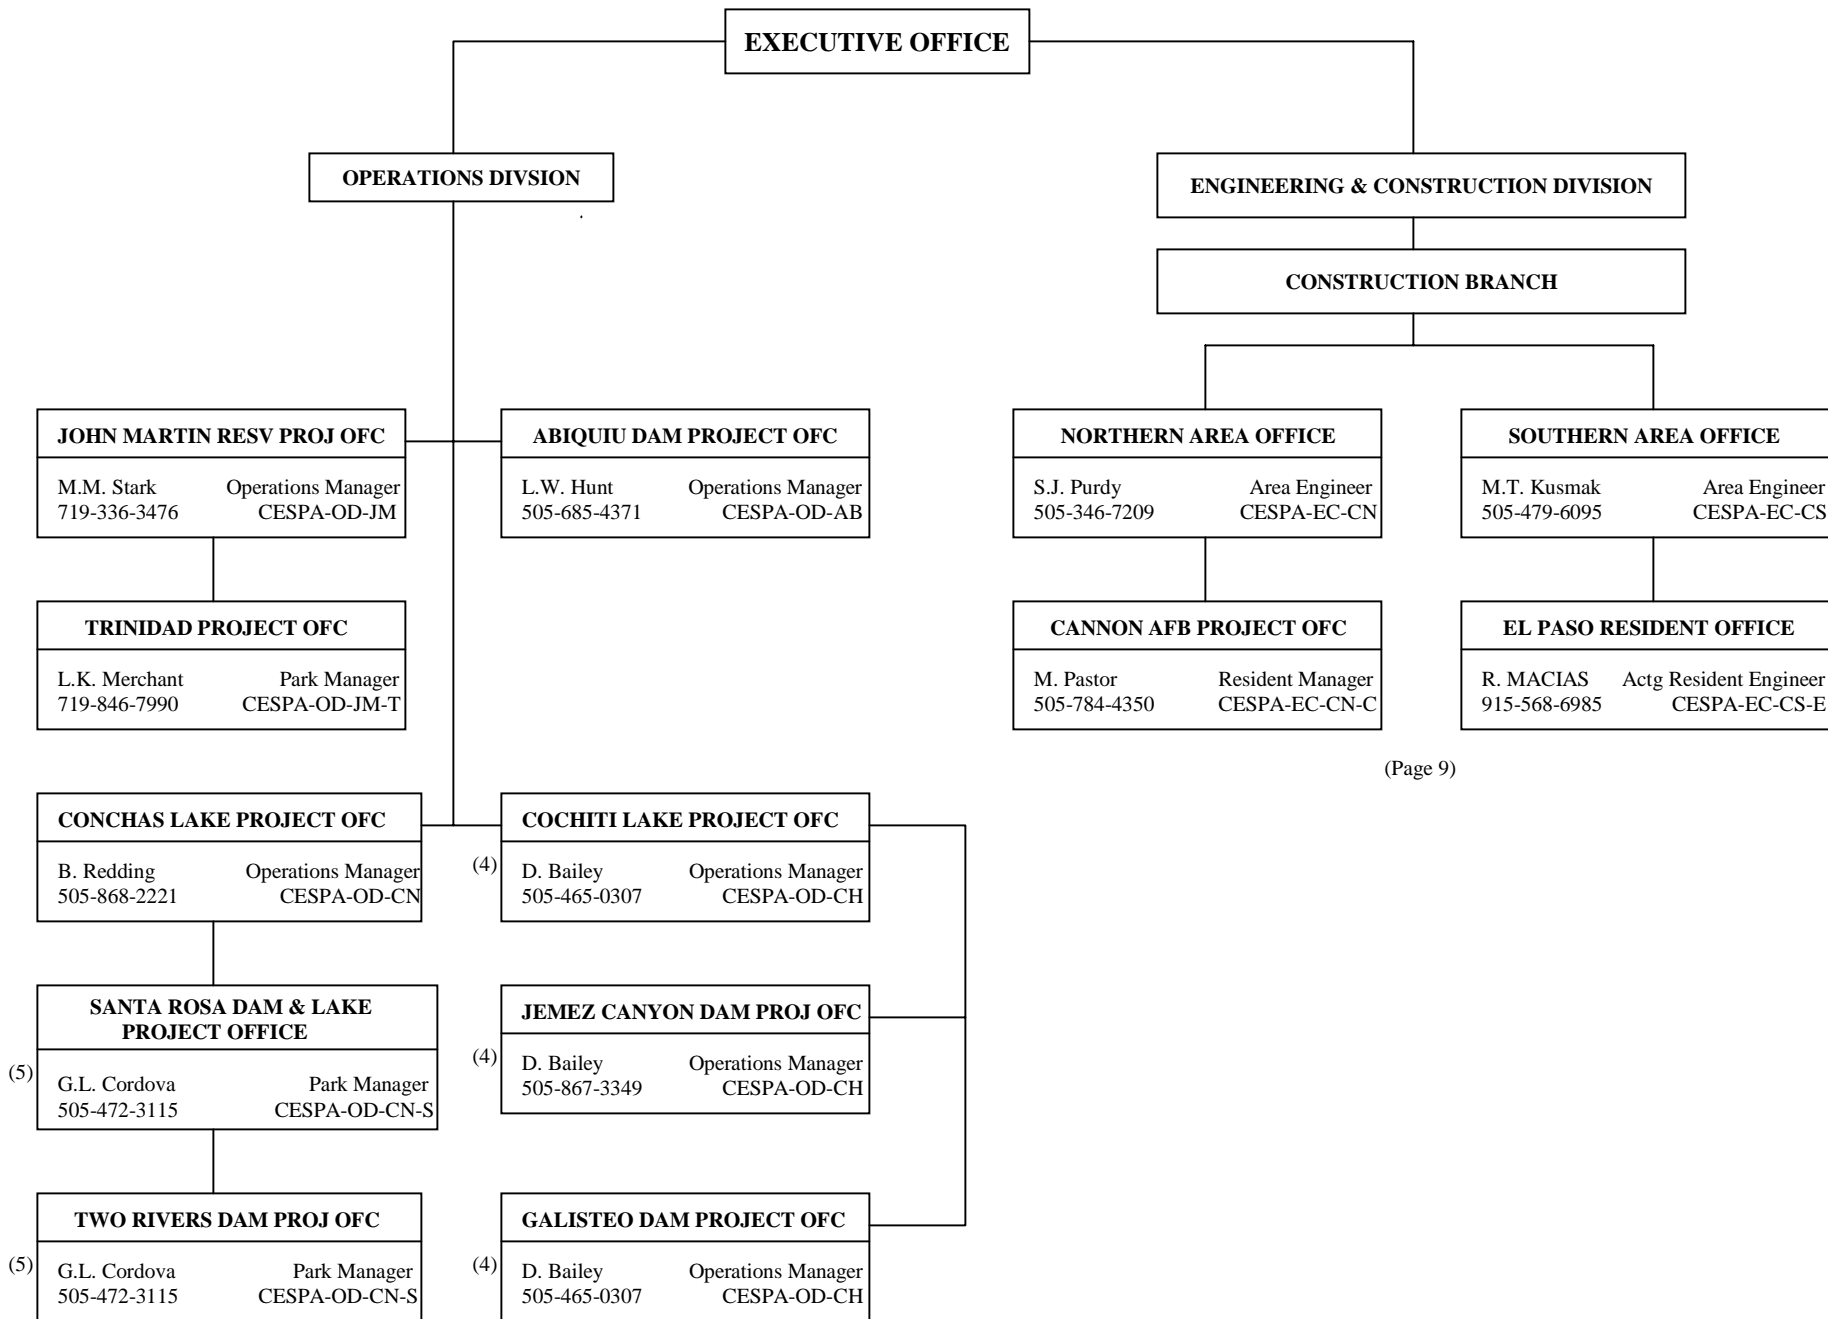 EXECUTIVE OFFICE
OPERATIONS DIVSION
ENGINEERING & CONSTRUCTION DIVISION
CONSTRUCTION BRANCH
JOHN MARTIN RESV PROJ OFC
M.M. Stark Operations Manager
719-336-3476 CESPA-OD-JM
ABIQUIU DAM PROJECT OFC
L.W. Hunt Operations Manager
505-685-4371 CESPA-OD-AB
NORTHERN AREA OFFICE
S.J. Purdy Area Engineer
505-346-7209 CESPA-EC-CN
SOUTHERN AREA OFFICE
M.T. Kusmak Area Engineer
505-479-6095 CESPA-EC-CS
TRINIDAD PROJECT OFC
L.K. Merchant Park Manager
719-846-7990 CESPA-OD-JM-T
CANNON AFB PROJECT OFC
M. Pastor Resident Manager
505-784-4350 CESPA-EC-CN-C
EL PASO RESIDENT OFFICE
R. MACIAS Actg Resident Engineer
915-568-6985 CESPA-EC-CS-E
(Page 9)
CONCHAS LAKE PROJECT OFC
B. Redding Operations Manager
505-868-2221 CESPA-OD-CN
COCHITI LAKE PROJECT OFC
(4)
D. Bailey Operations Manager
505-465-0307 CESPA-OD-CH
SANTA ROSA DAM & LAKE
PROJECT OFFICE
(5)
G.L. Cordova Park Manager
505-472-3115 CESPA-OD-CN-S
JEMEZ CANYON DAM PROJ OFC
(4)
D. Bailey Operations Manager
505-867-3349 CESPA-OD-CH
TWO RIVERS DAM PROJ OFC
(5)
G.L. Cordova Park Manager
505-472-3115 CESPA-OD-CN-S
GALISTEO DAM PROJECT OFC
(4)
D. Bailey Operations Manager
505-465-0307 CESPA-OD-CH